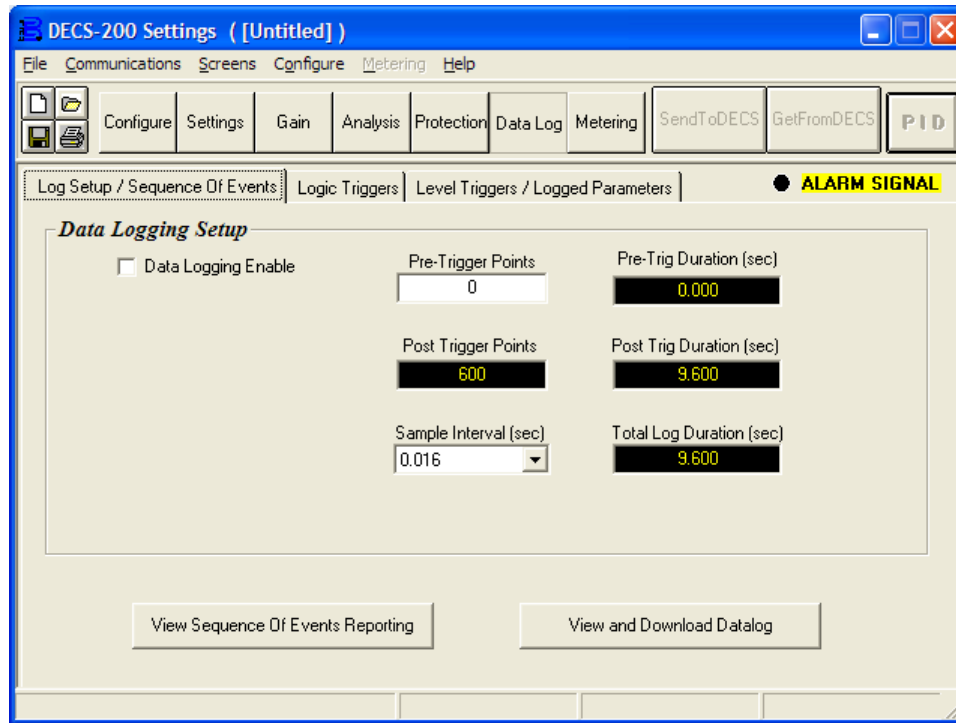 DECS-200 Settings ( [Untitled] )
File Communications Screens Configure Metering Help
Configure Settings Gain Analysis Protection Data Log Metering SendToDECS GetFromDECS PID
Log Setup / Sequence Of Events Logic Triggers Level Triggers / Logged Parameters ALARM SIGNAL
Data Logging Setup
Data Logging Enable
Pre-Trigger Points
0
Pre-Trig Duration (sec)
0.000
Post Trigger Points
600
Post Trig Duration (sec)
9.600
Sample Interval (sec)
0.016
Total Log Duration (sec)
9.600
View Sequence Of Events Reporting
View and Download Datalog